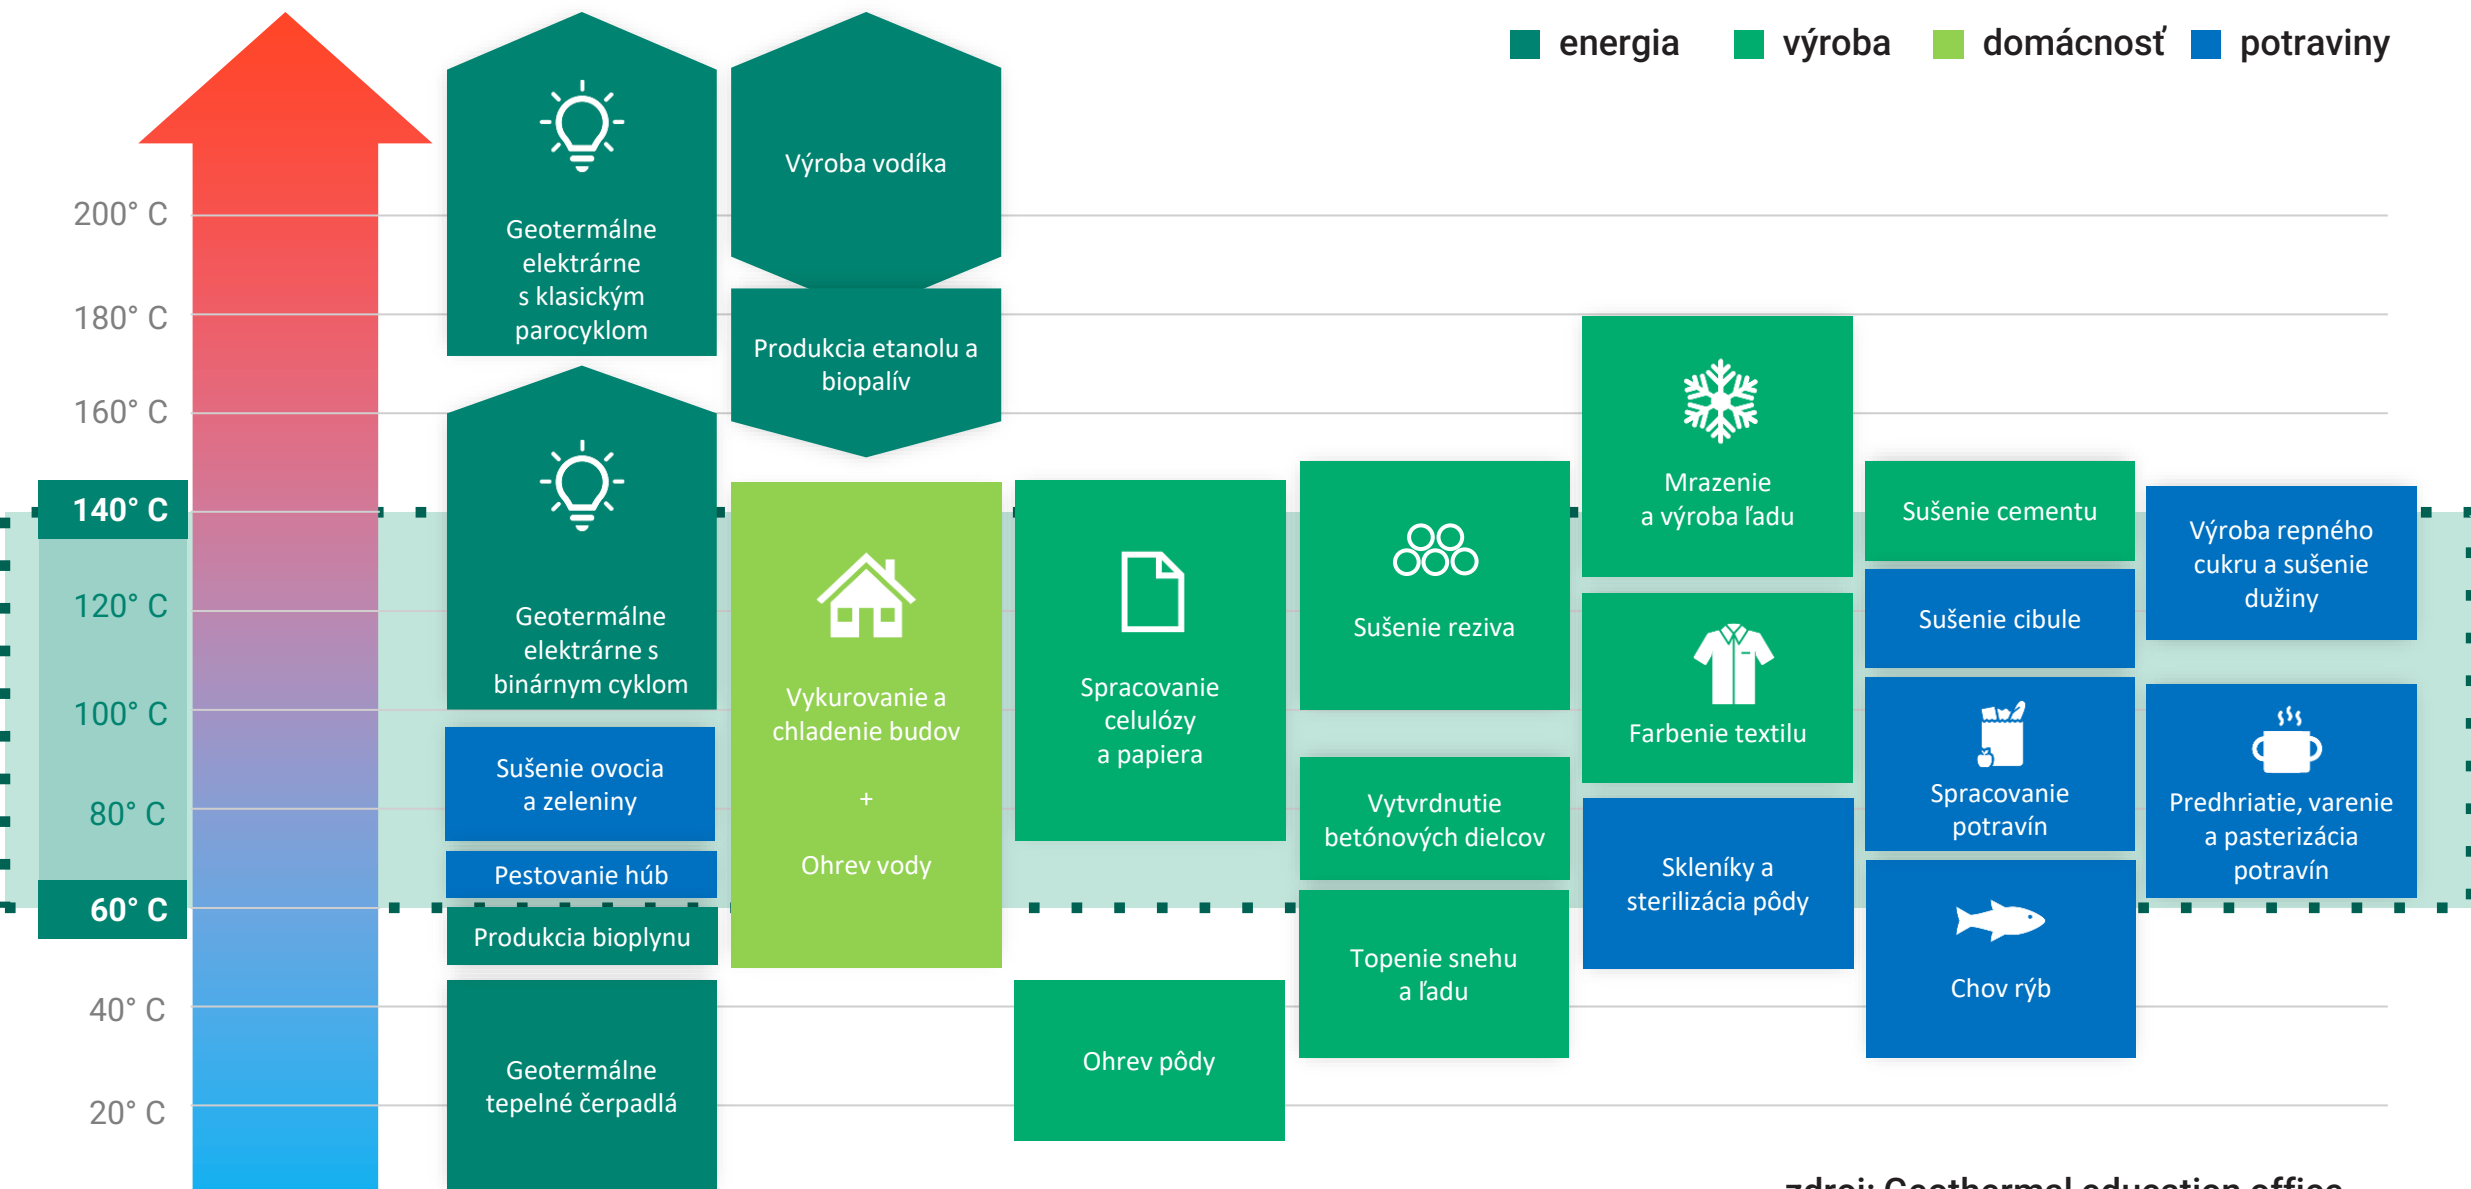 energia
výroba
domácnosť
potraviny
200° C
180° C
160° C
140° C
120° C
100° C
80° C
60° C
40° C
20° C
Geotermálne
elektrárne
s klasickým
parocyklom
Geotermálne
elektrárne s
binárnym cyklom
Sušenie ovocia
a zeleniny
Pestovanie húb
Produkcia bioplynu
Geotermálne
tepelné čerpadlá
Výroba vodíka
Produkcia etanolu a
biopalív
Vykurovanie a
chladenie budov
+
Ohrev vody
Spracovanie
celulózy
a papiera
Ohrev pôdy
Sušenie reziva
Vytvrdnutie
betónových dielcov
Topenie snehu
a ľadu
Mrazenie
a výroba ľadu
Farbenie textilu
Skleníky a
sterilizácia pôdy
Sušenie cementu
Sušenie cibule
Spracovanie
potravín
Chov rýb
Výroba repného
cukru a sušenie
dužiny
Predhriatie, varenie
a pasterizácia
potravín
zdroj: Geothermal education office